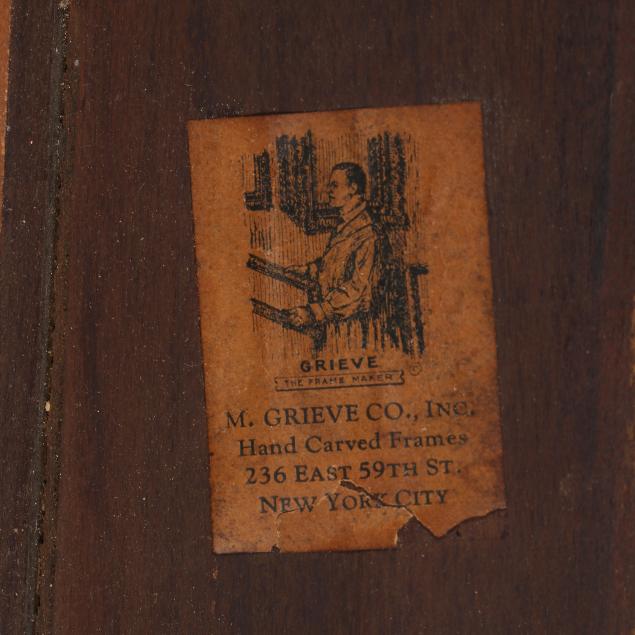 GRIEVE
THE FRAME MAKER ©
M. GRIEVE CO., INC.
Hand Carved Frames
236 EAST 59TH ST.
NEW YORK CITY